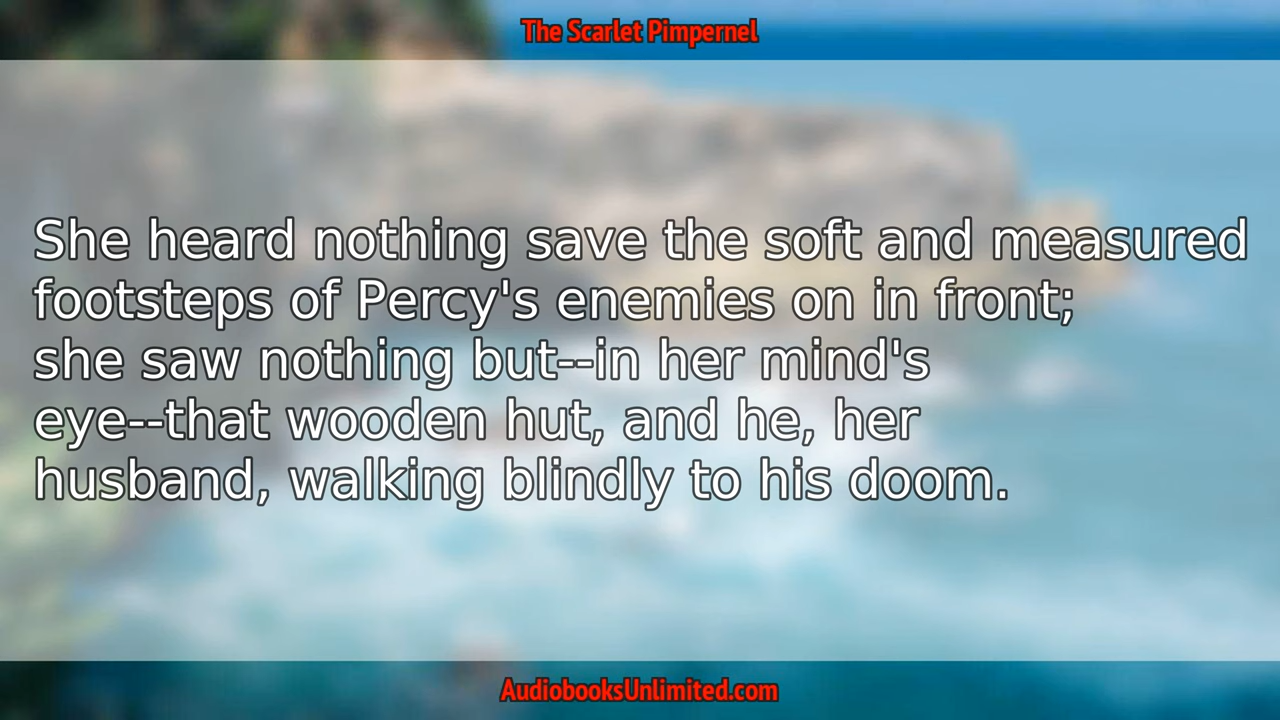 The Scarlet Pimpernel
She heard nothing save the soft and measured
footsteps of Percy's enemies on in front;
she saw nothing but--in her mind's
eye--that wooden hut, and he, her
husband, walking blindly to his doom.
AudiobooksUnlimited.com